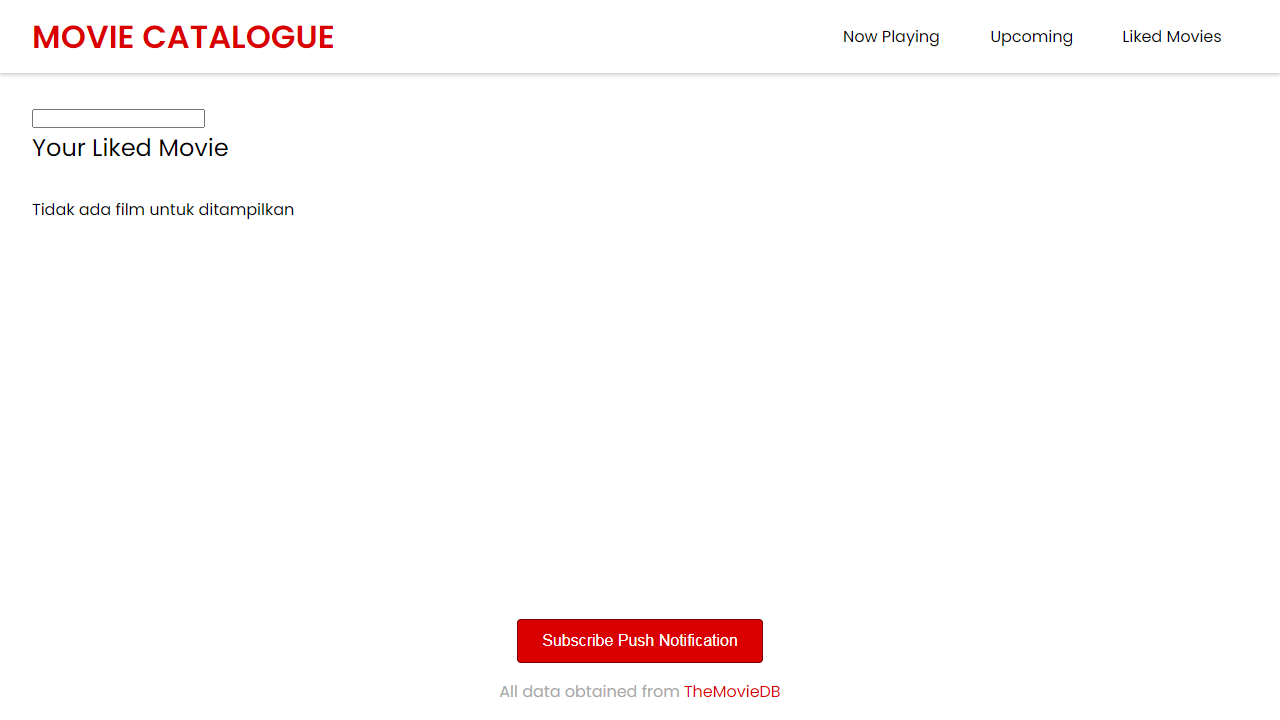 MOVIE CATALOGUE
Now Playing
Upcoming
Liked Movies
Your Liked Movie
Tidak ada film untuk ditampilkan
Subscribe Push Notification
All data obtained from TheMovieDB